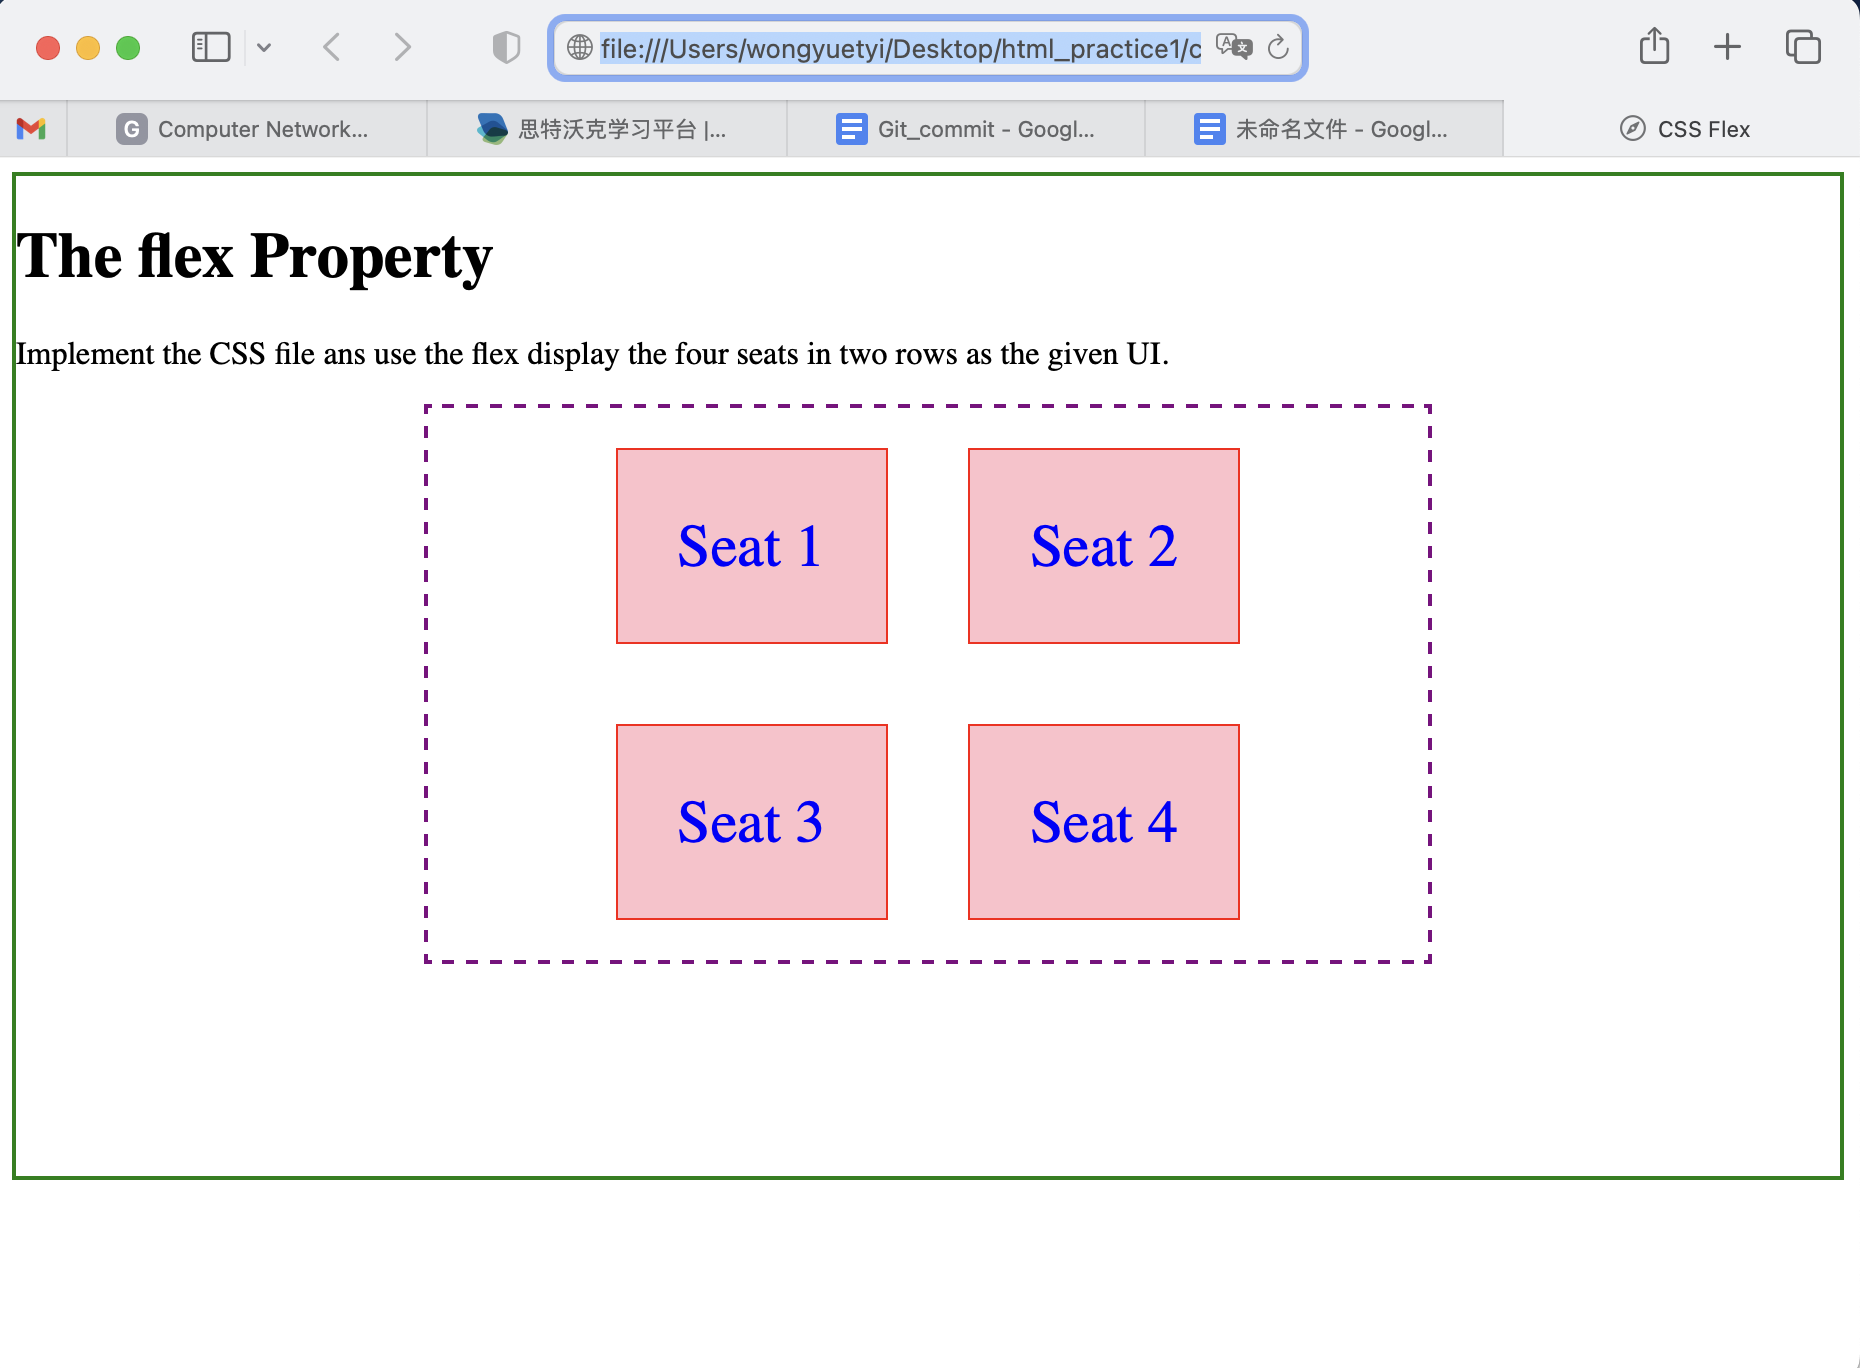 file:///Users/wongyuetyi/Desktop/html_practice1/c
G Computer Network... 思特沃克学习平台 |... Git_commit - Googl... 未命名文件 - Googl... CSS Flex
The flex Property
Implement the CSS file ans use the flex display the four seats in two rows as the given UI.
Seat 1 Seat 2
Seat 3 Seat 4